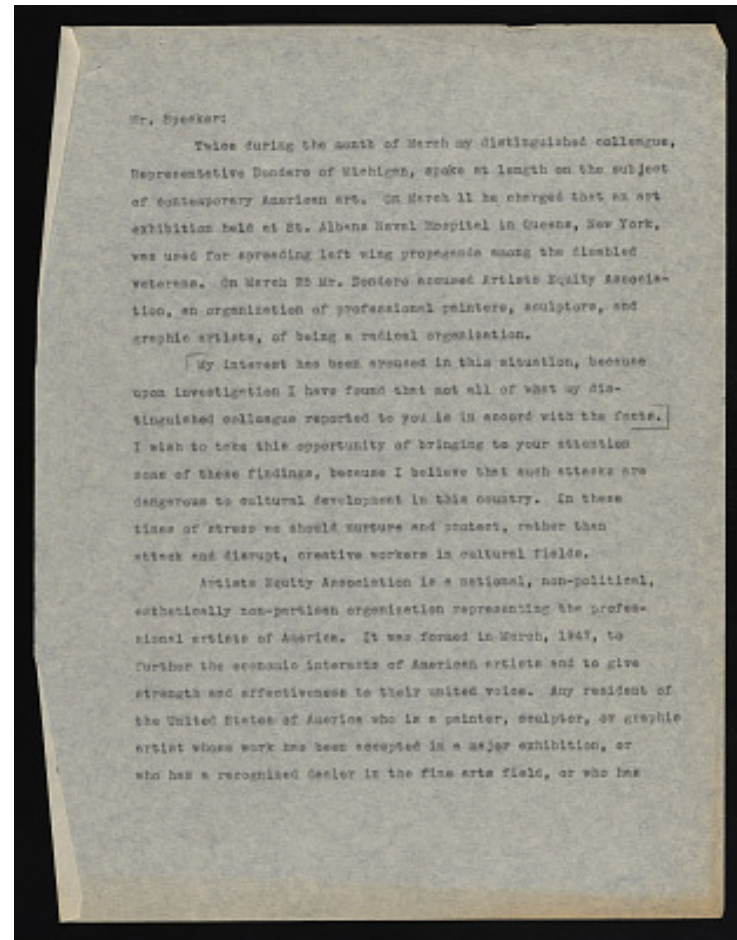 Mr. Speaker:
Twice during the month of March my distinguished colleague,
Representative Dondero of Michigan, spoke at length on the subject
of contemporary American art. On March 11 he charged that an art
exhibition held at St. Albans Naval Hospital in Queens, New York,
was used for spreading left wing propaganda among the disabled
veterans. On March 25 Mr. Dondero accused Artists Equity Associa-
tion, an organization of professional painters, sculptors, and
graphic artists, of being a radical organization.
My interest has been aroused in this situation, because
upon investigation I have found that not all of what my dis-
tinguished colleague reported to you is in accord with the facts.
I wish to take this opportunity of bringing to your attention
some of these findings, because I believe that such attacks are
dangerous to cultural development in this country. In these
times of stress we should nurture and protect, rather than
attack and disrupt, creative workers in cultural fields.
Artists Equity Association is a national, non-political,
esthetically non-partisan organization representing the profes-
sional artists of America. It was formed in March, 1947, to
further the economic interests of American artists and to give
strength and effectiveness to their united voice. Any resident of
the United States of America who is a painter, sculptor, or graphic
artist whose work has been accepted in a major exhibition, or
who has a recognized dealer in the fine arts field, or who has